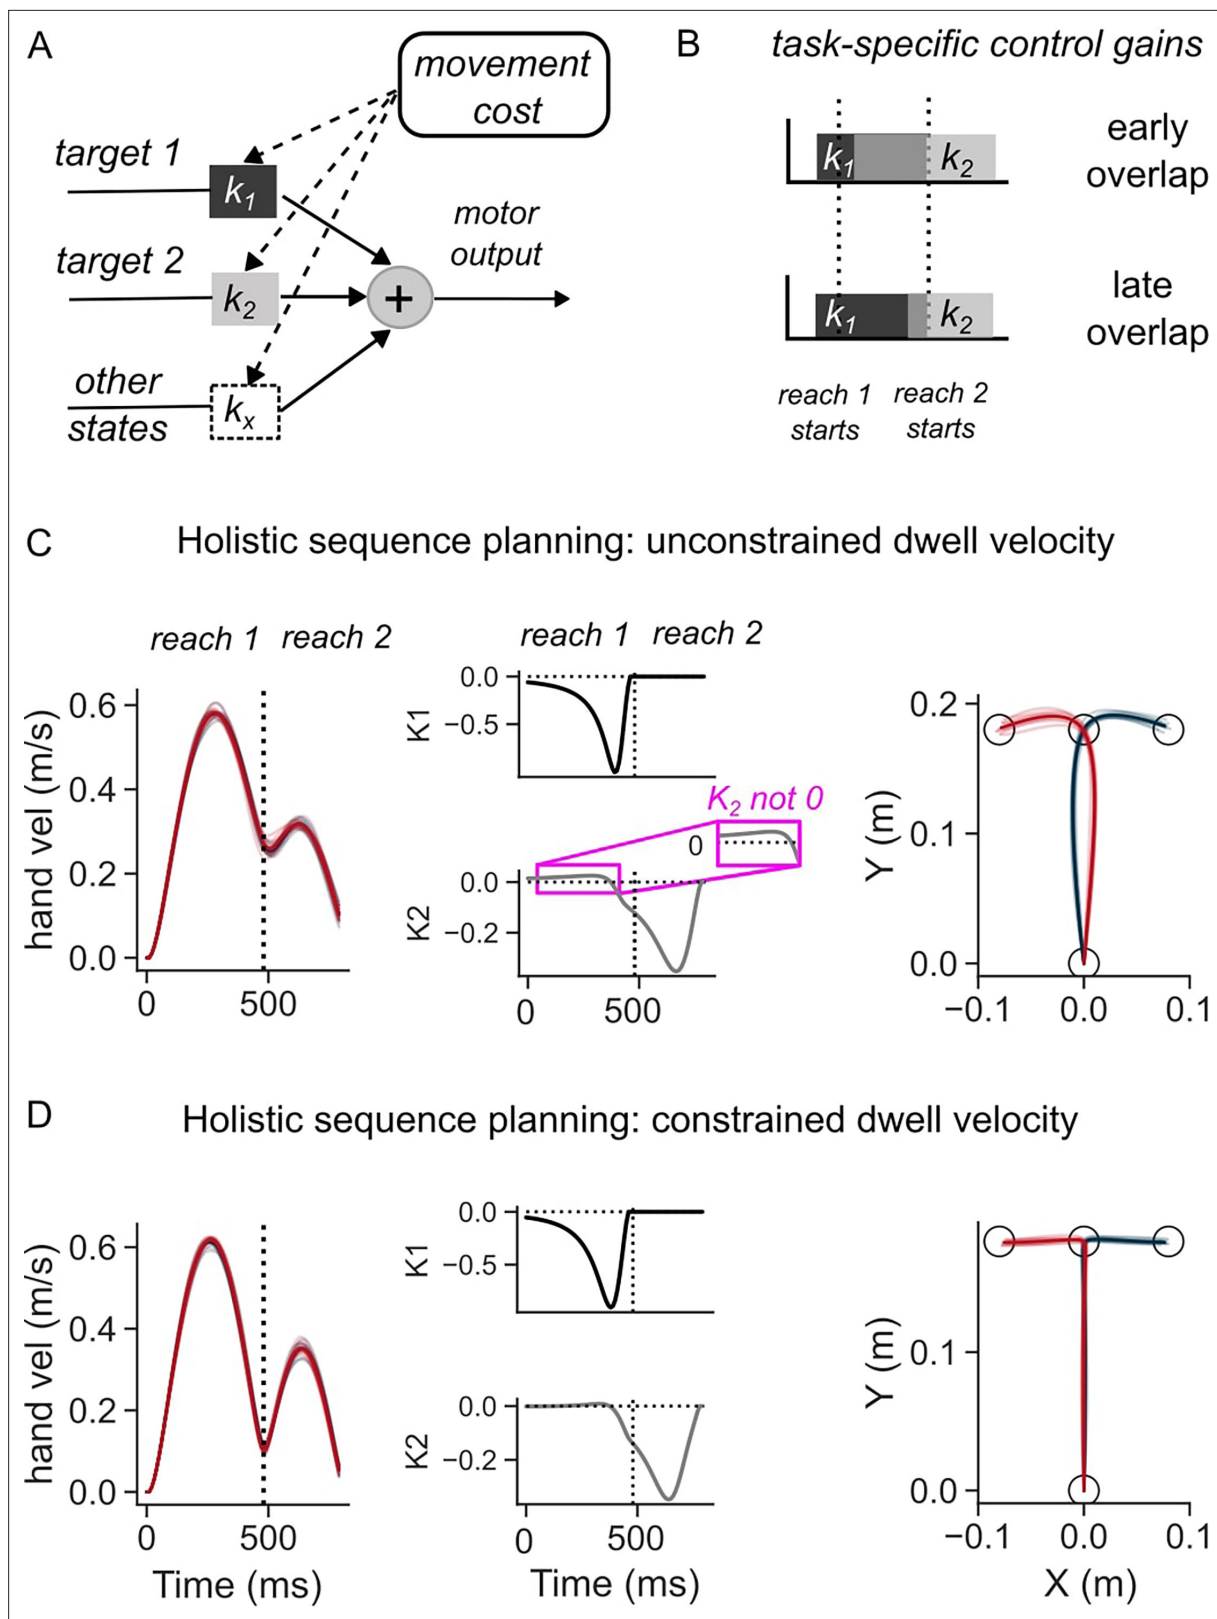 A
movement
cost
target 1
k1
motor
output
target 2
k2
+
other
states
kx
B
task-specific control gains
early
overlap
k1
k2
late
overlap
k1
k2
reach 1
starts
reach 2
starts
C
Holistic sequence planning: unconstrained dwell velocity
reach 1
reach 2
hand vel (m/s)
0.6
0.4
0.2
0.0
0
500
reach 1
reach 2
K1
0.0
−0.5
K2 not 0
0
K2
0.0
−0.2
0
500
Y (m)
0.2
0.1
0.0
−0.1
0.0
0.1
D
Holistic sequence planning: constrained dwell velocity
hand vel (m/s)
0.6
0.4
0.2
0.0
0
500
Time (ms)
K1
0.0
−0.5
K2
0.0
−0.2
0
500
Time (ms)
Y (m)
0.1
0.0
−0.1
0.0
0.1
X (m)